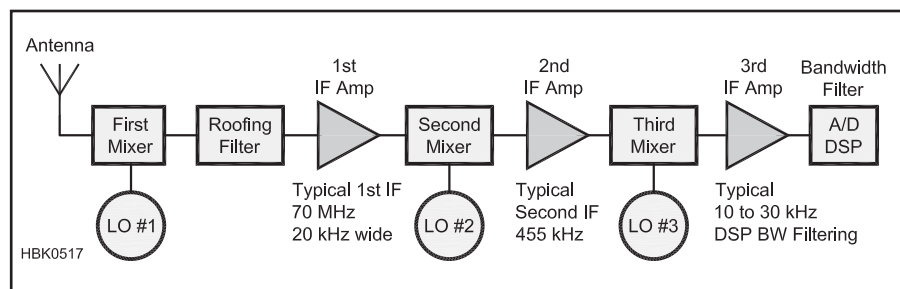 Antenna
1st
IF Amp
2nd
IF Amp
3rd
IF Amp
Bandwidth
Filter
First
Mixer
Roofing
Filter
Second
Mixer
Third
Mixer
A/D
DSP
LO #1
Typical 1st IF
70 MHz
20 kHz wide
LO #2
Typical
Second IF
455 kHz
LO #3
Typical
10 to 30 kHz
DSP BW Filtering
HBK0517